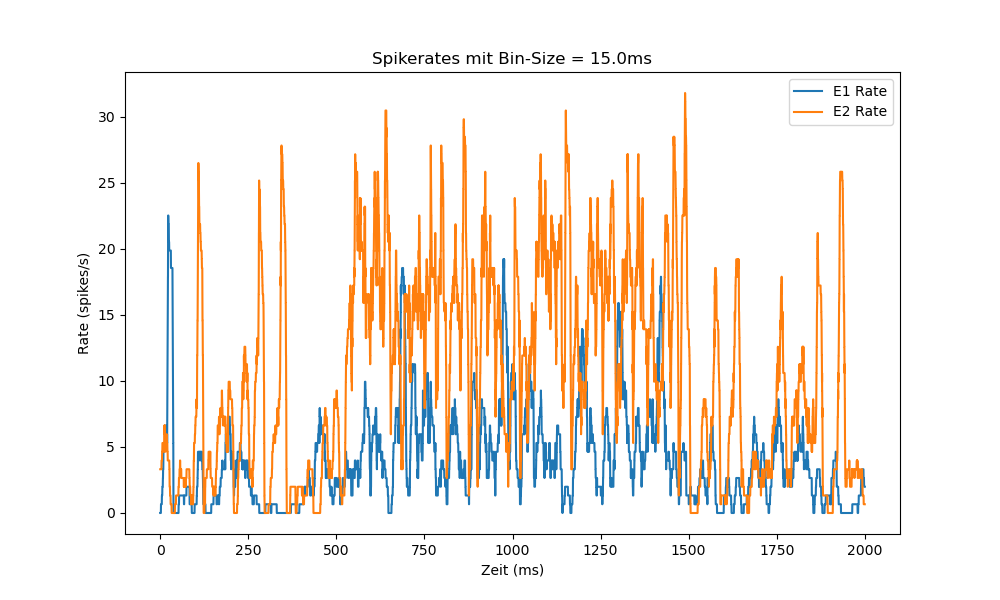 Spikerates mit Bin-Size = 15.0ms
E1 Rate
E2 Rate
Rate (spikes/s)
30
25
20
15
10
5
0
0 250 500 750 1000 1250 1500 1750 2000
Zeit (ms)